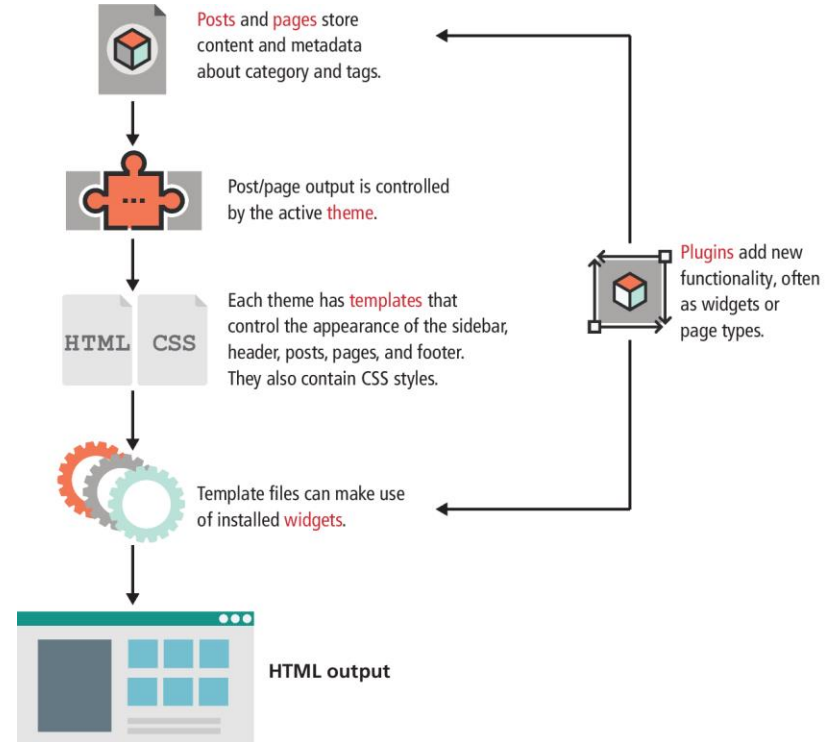 Posts and pages store
content and metadata
about category and tags.
Post/page output is controlled
by the active theme.
HTML
CSS
Each theme has templates that
control the appearance of the sidebar,
header, posts, pages, and footer.
They also contain CSS styles.
Plugins add new
functionality, often
as widgets or
page types.
Template files can make use
of installed widgets.
HTML output